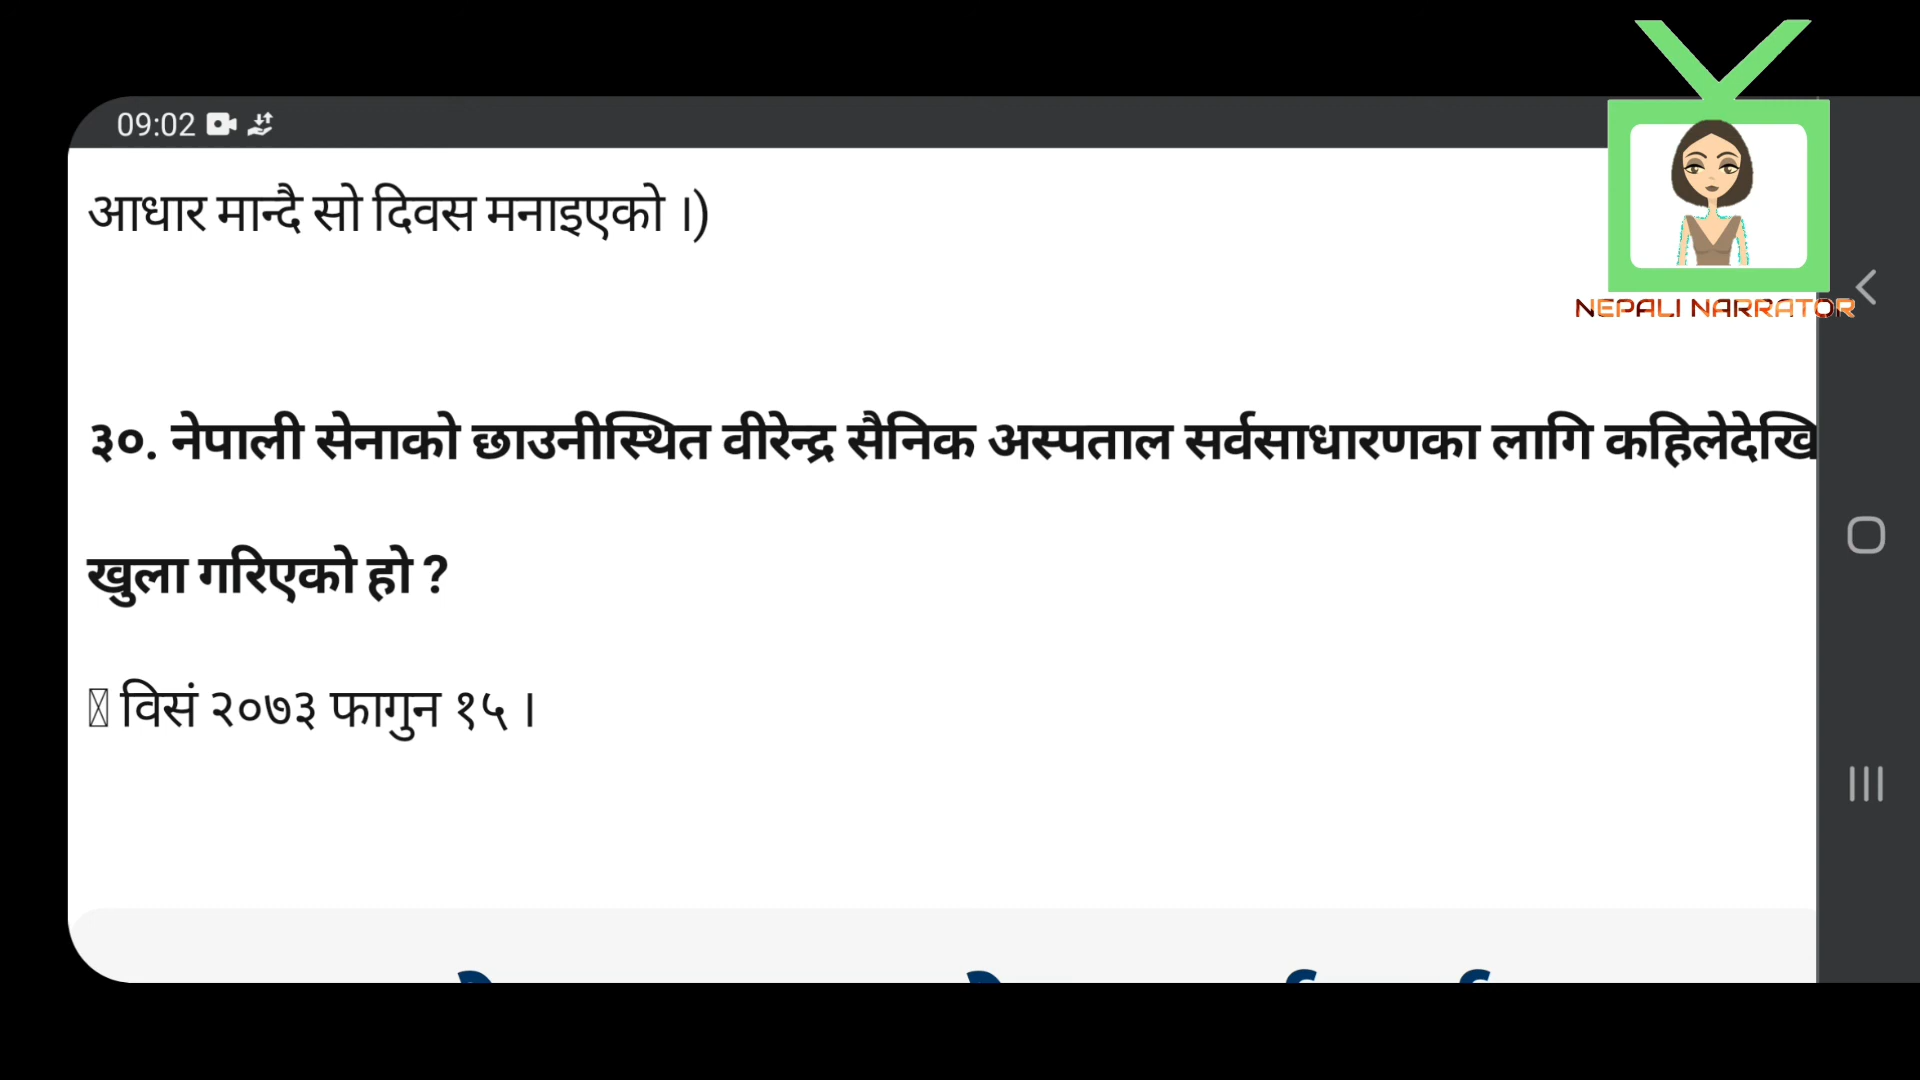 09:02
आधार मान्दै सो दिवस मनाइएको ।)
NEPALI NARRATOR
३०. नेपाली सेनाको छाउनीस्थित वीरेन्द्र सैनिक अस्पताल सर्वसाधारणका लागि कहिलेदेखि
खुला गरिएको हो ?
विसं २०७३ फागुन १५ ।